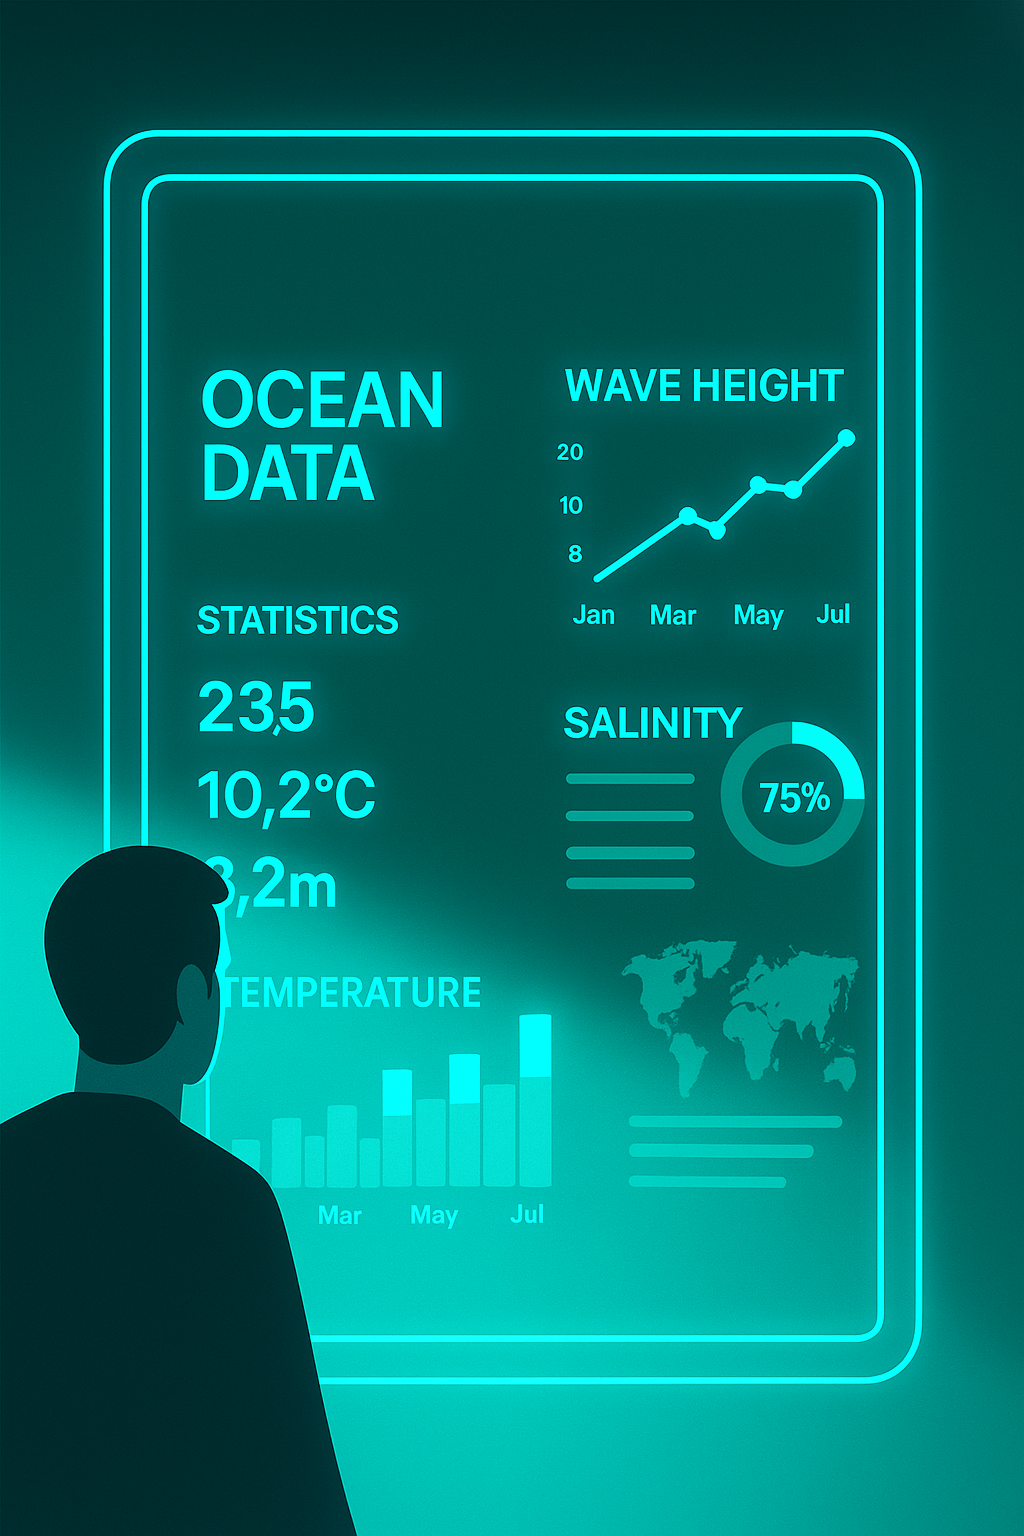 OCEAN
DATA
STATISTICS
23,5
10,2°C
8,2m
TEMPERATURE
Mar May Jul
WAVE HEIGHT
20
10
8
Jan Mar May Jul
SALINITY
75%